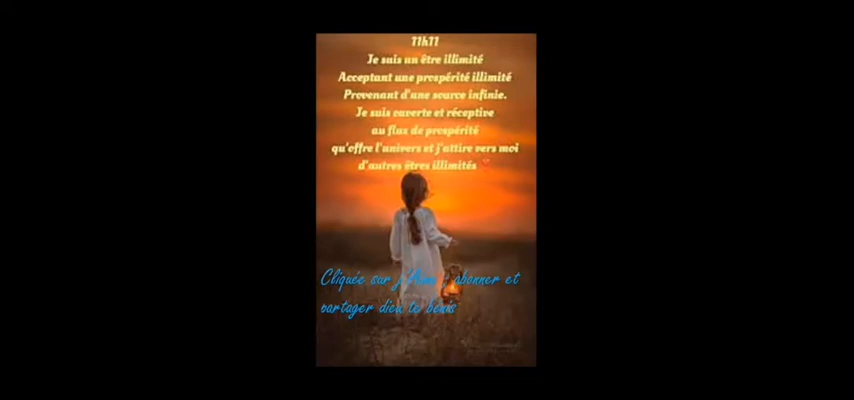 11h11
Je suis un être illimité
Acceptant une prospérité illimité
Provenant d'une source infinie.
Je suis ouverte et réceptive
au flux de prospérité
qu'offre l'univers et j'attire vers moi
d'autres êtres illimités
Cliquée sur j'Aime, abonner et
partager dieu te bénis